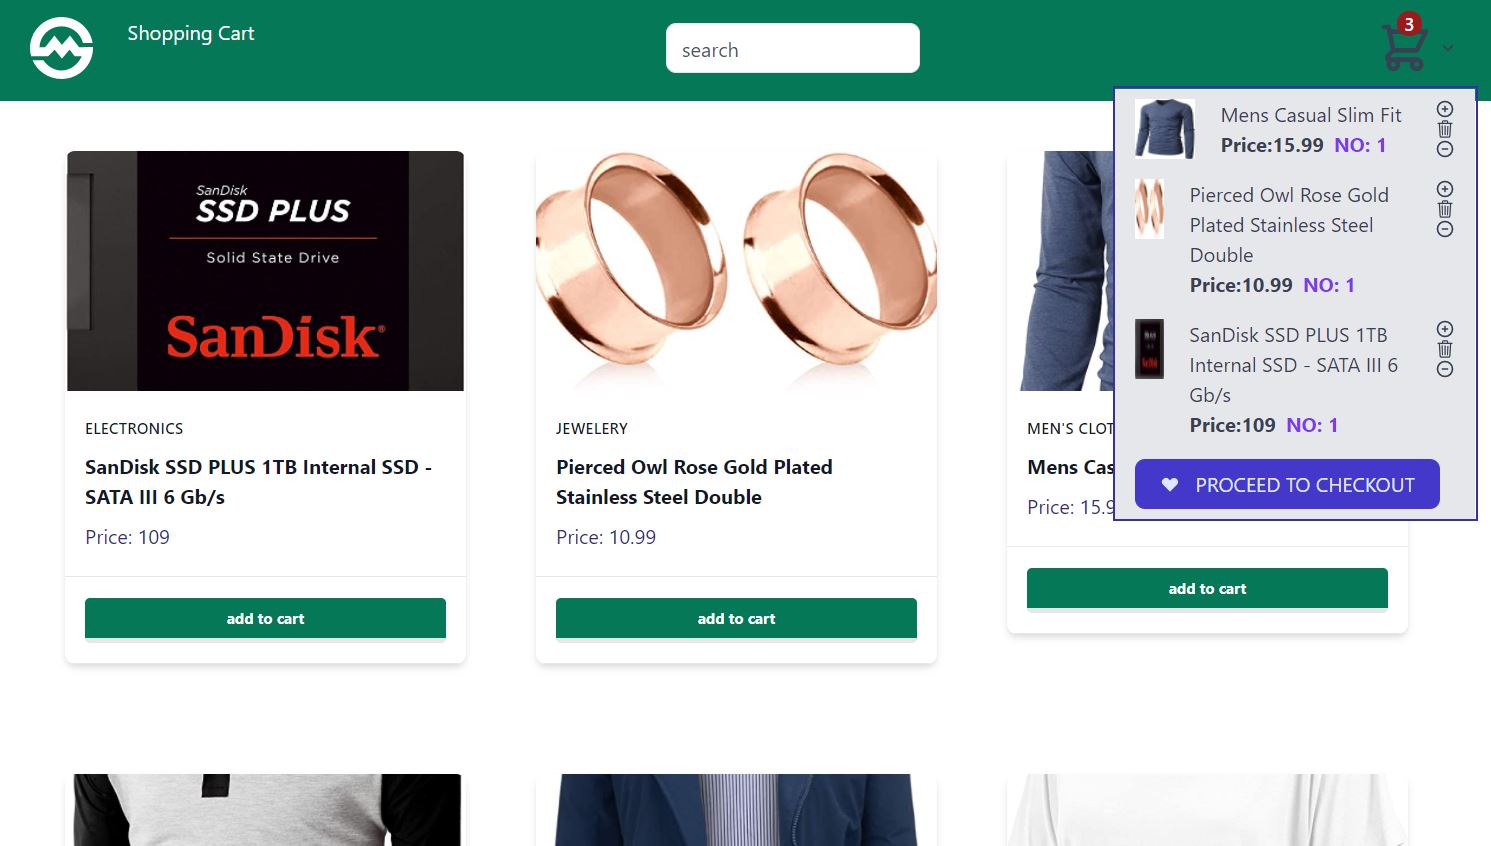 Shopping Cart
search
3
Mens Casual Slim Fit
Price:15.99 NO: 1
Pierced Owl Rose Gold
Plated Stainless Steel
Double
Price:10.99 NO: 1
SanDisk SSD PLUS 1TB
Internal SSD - SATA III 6
Gb/s
Price:109 NO: 1
PROCEED TO CHECKOUT
SanDisk
SSD PLUS
Solid State Drive
SanDisk®
ELECTRONICS
SanDisk SSD PLUS 1TB Internal SSD -
SATA III 6 Gb/s
Price: 109
add to cart
JEWELERY
Pierced Owl Rose Gold Plated
Stainless Steel Double
Price: 10.99
add to cart
MEN'S CLOT
Mens Cas
Price: 15.9
add to cart